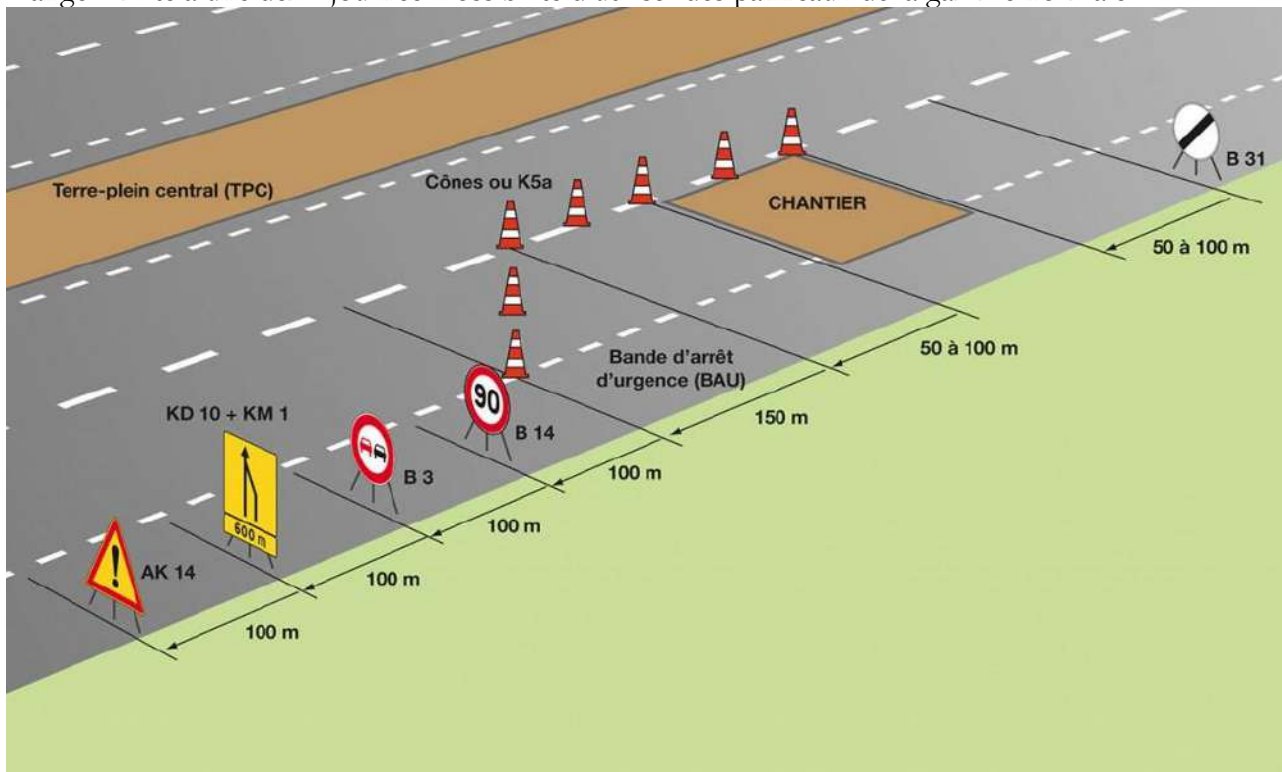 Terre-plein central (TPC)
Cônes ou K5a
CHANTIER
B 31
50 à 100 m
50 à 100 m
Bande d'arrêt
d'urgence (BAU)
150 m
KD 10 + KM 1
90
B 14
100 m
B 3
100 m
600 m
100 m
AK 14
100 m